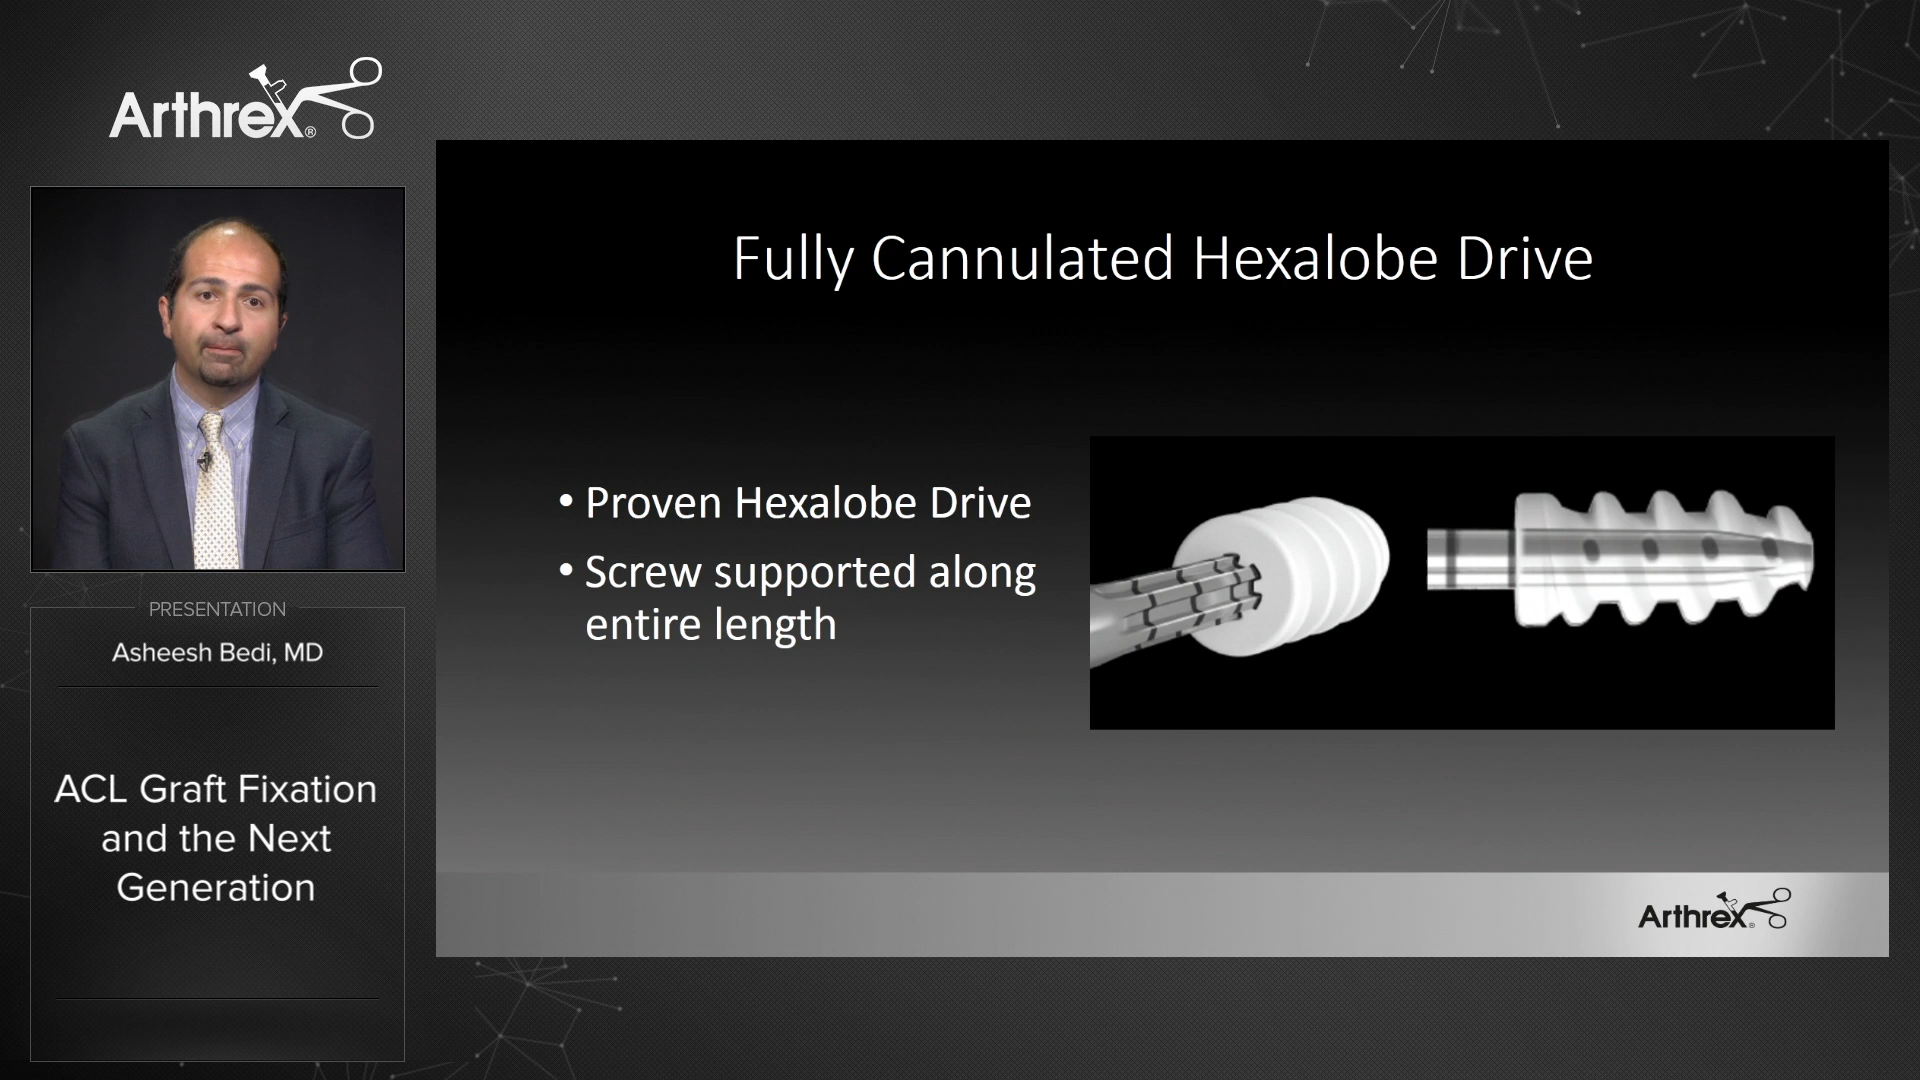 Arthrex®
PRESENTATION
Asheesh Bedi, MD
ACL Graft Fixation
and the Next
Generation
Fully Cannulated Hexalobe Drive
• Proven Hexalobe Drive
• Screw supported along
entire length
Arthrex®